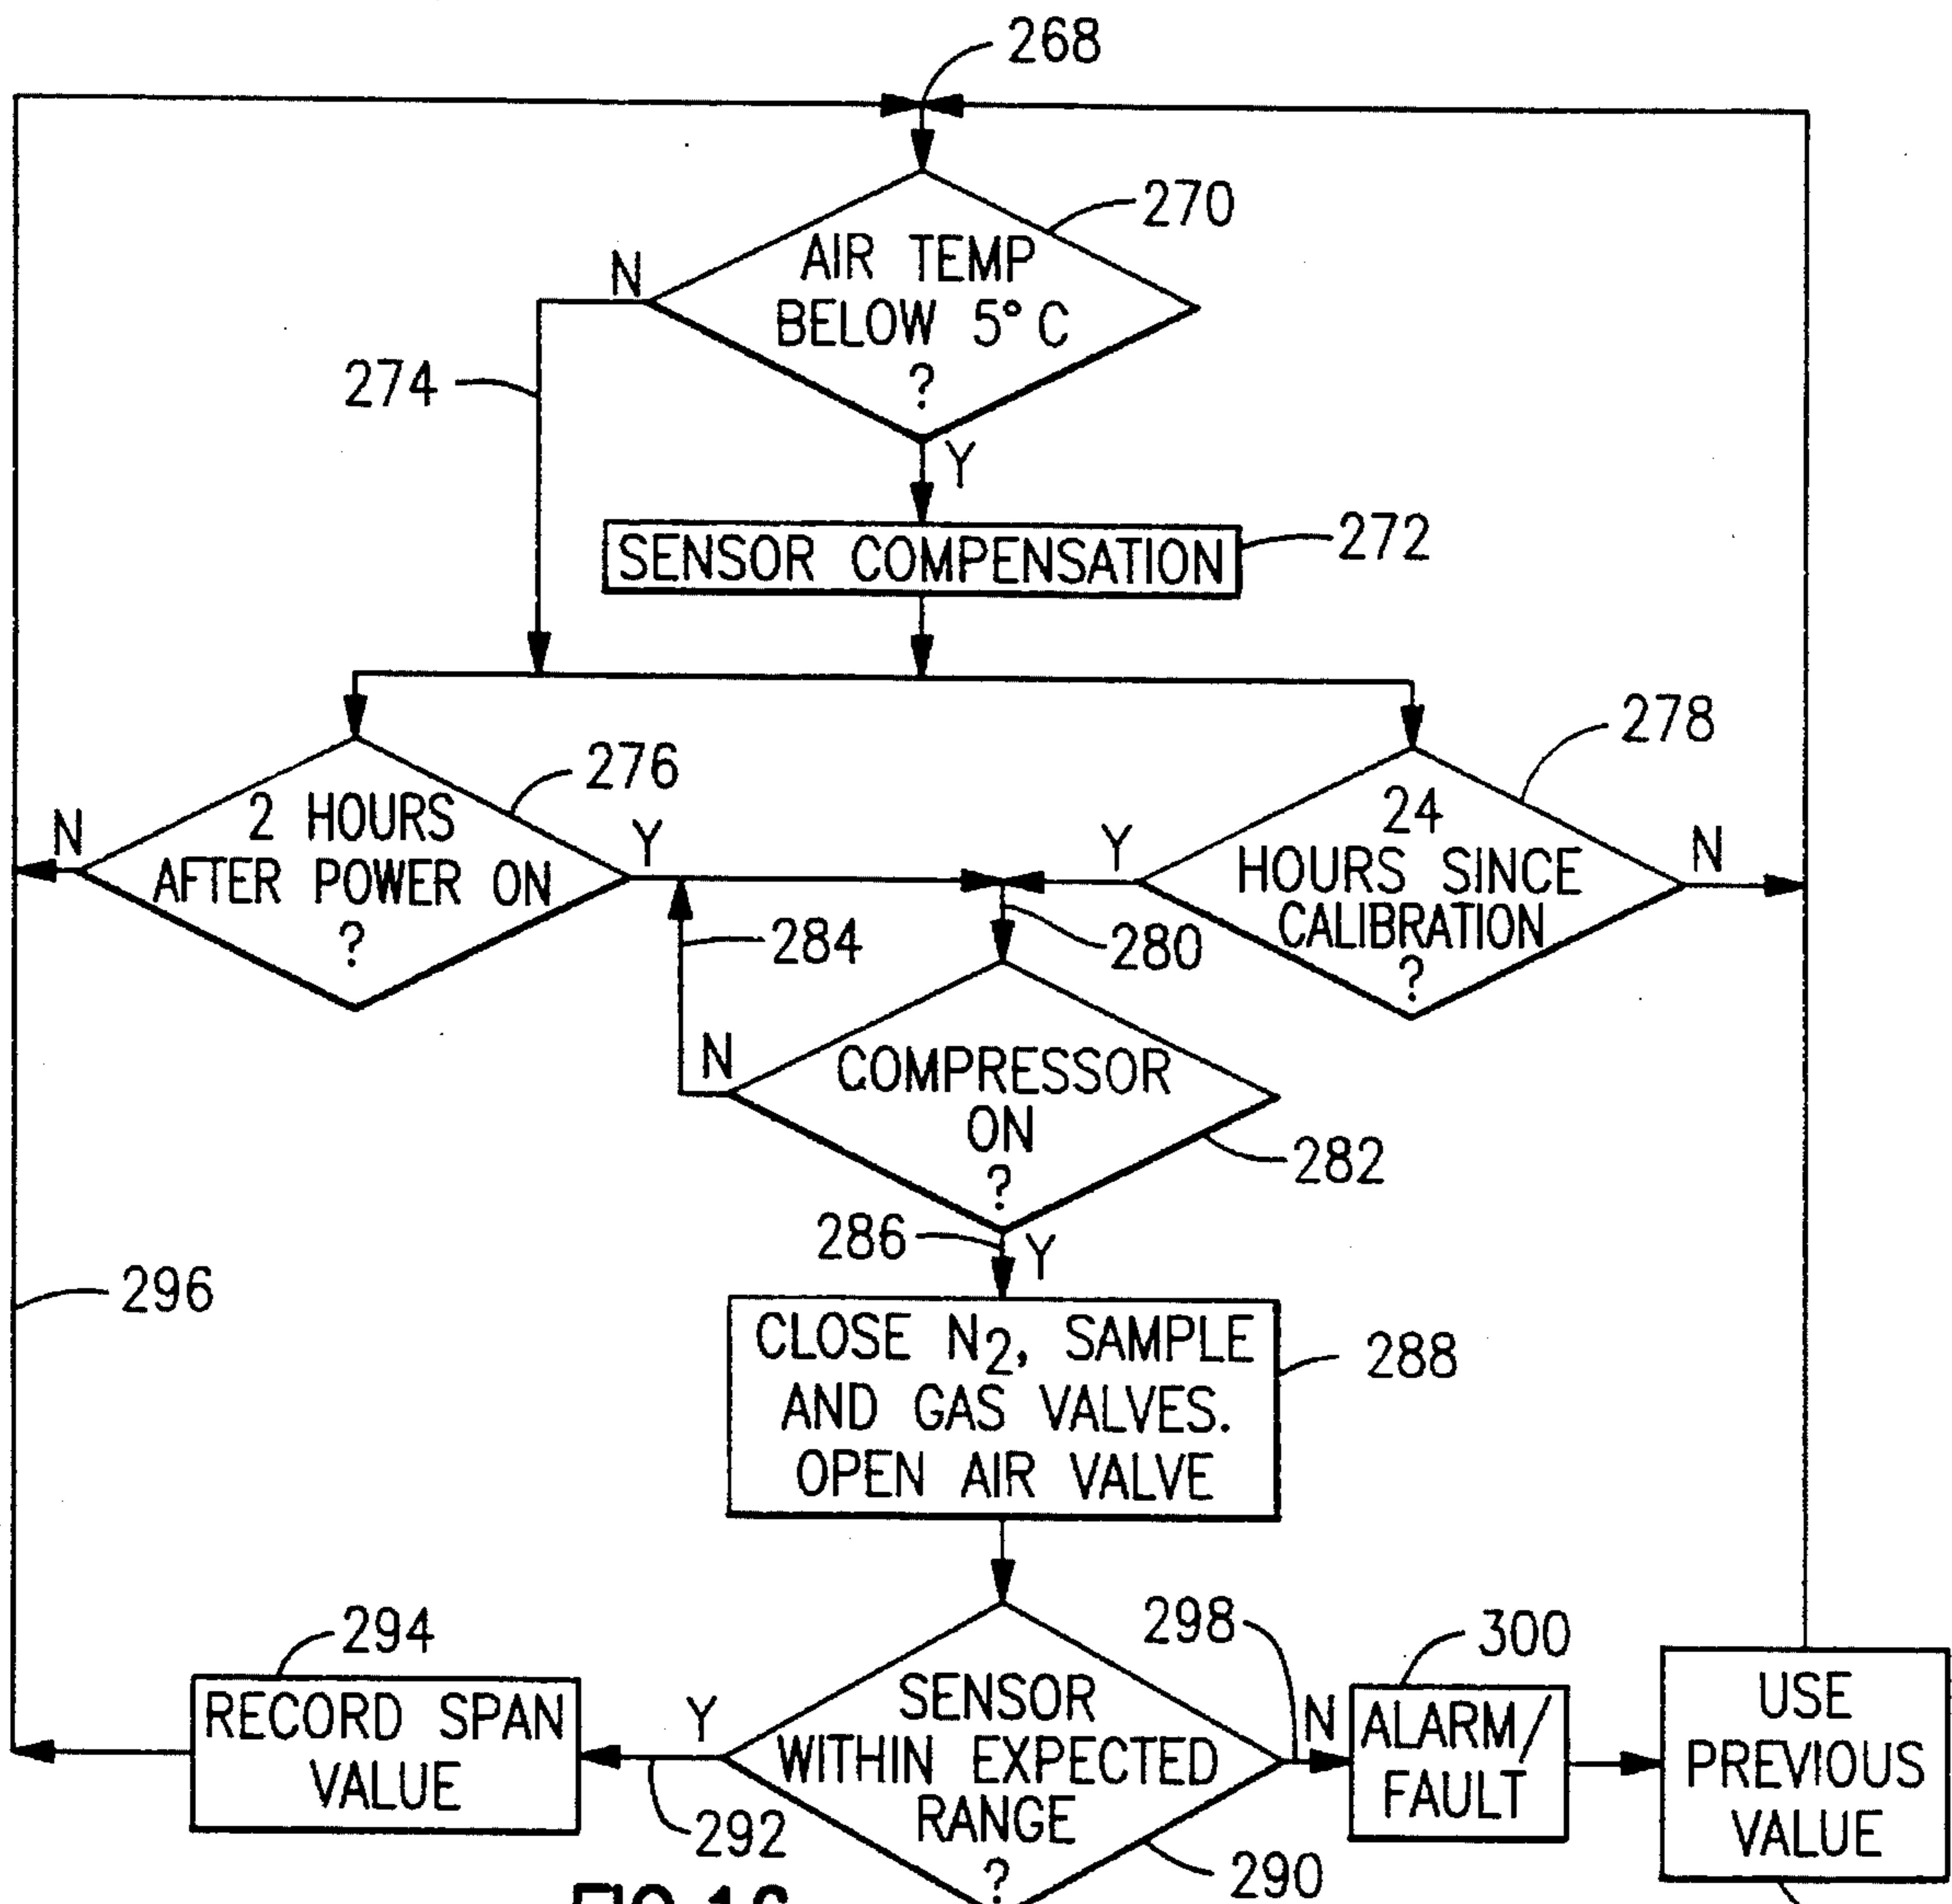 268
270
N
AIR TEMP
BELOW 5° C
?
274
Y
SENSOR COMPENSATION
272
278
276
2 HOURS
AFTER POWER ON
?
N
Y
24
HOURS SINCE
CALIBRATION
?
Y
N
284
280
N
COMPRESSOR
ON
?
282
286
Y
296
CLOSE N2, SAMPLE
AND GAS VALVES.
OPEN AIR VALVE
288
294
RECORD SPAN
VALUE
Y
292
SENSOR
WITHIN EXPECTED
RANGE
?
290
298
N
300
ALARM/
FAULT
USE
PREVIOUS
VALUE